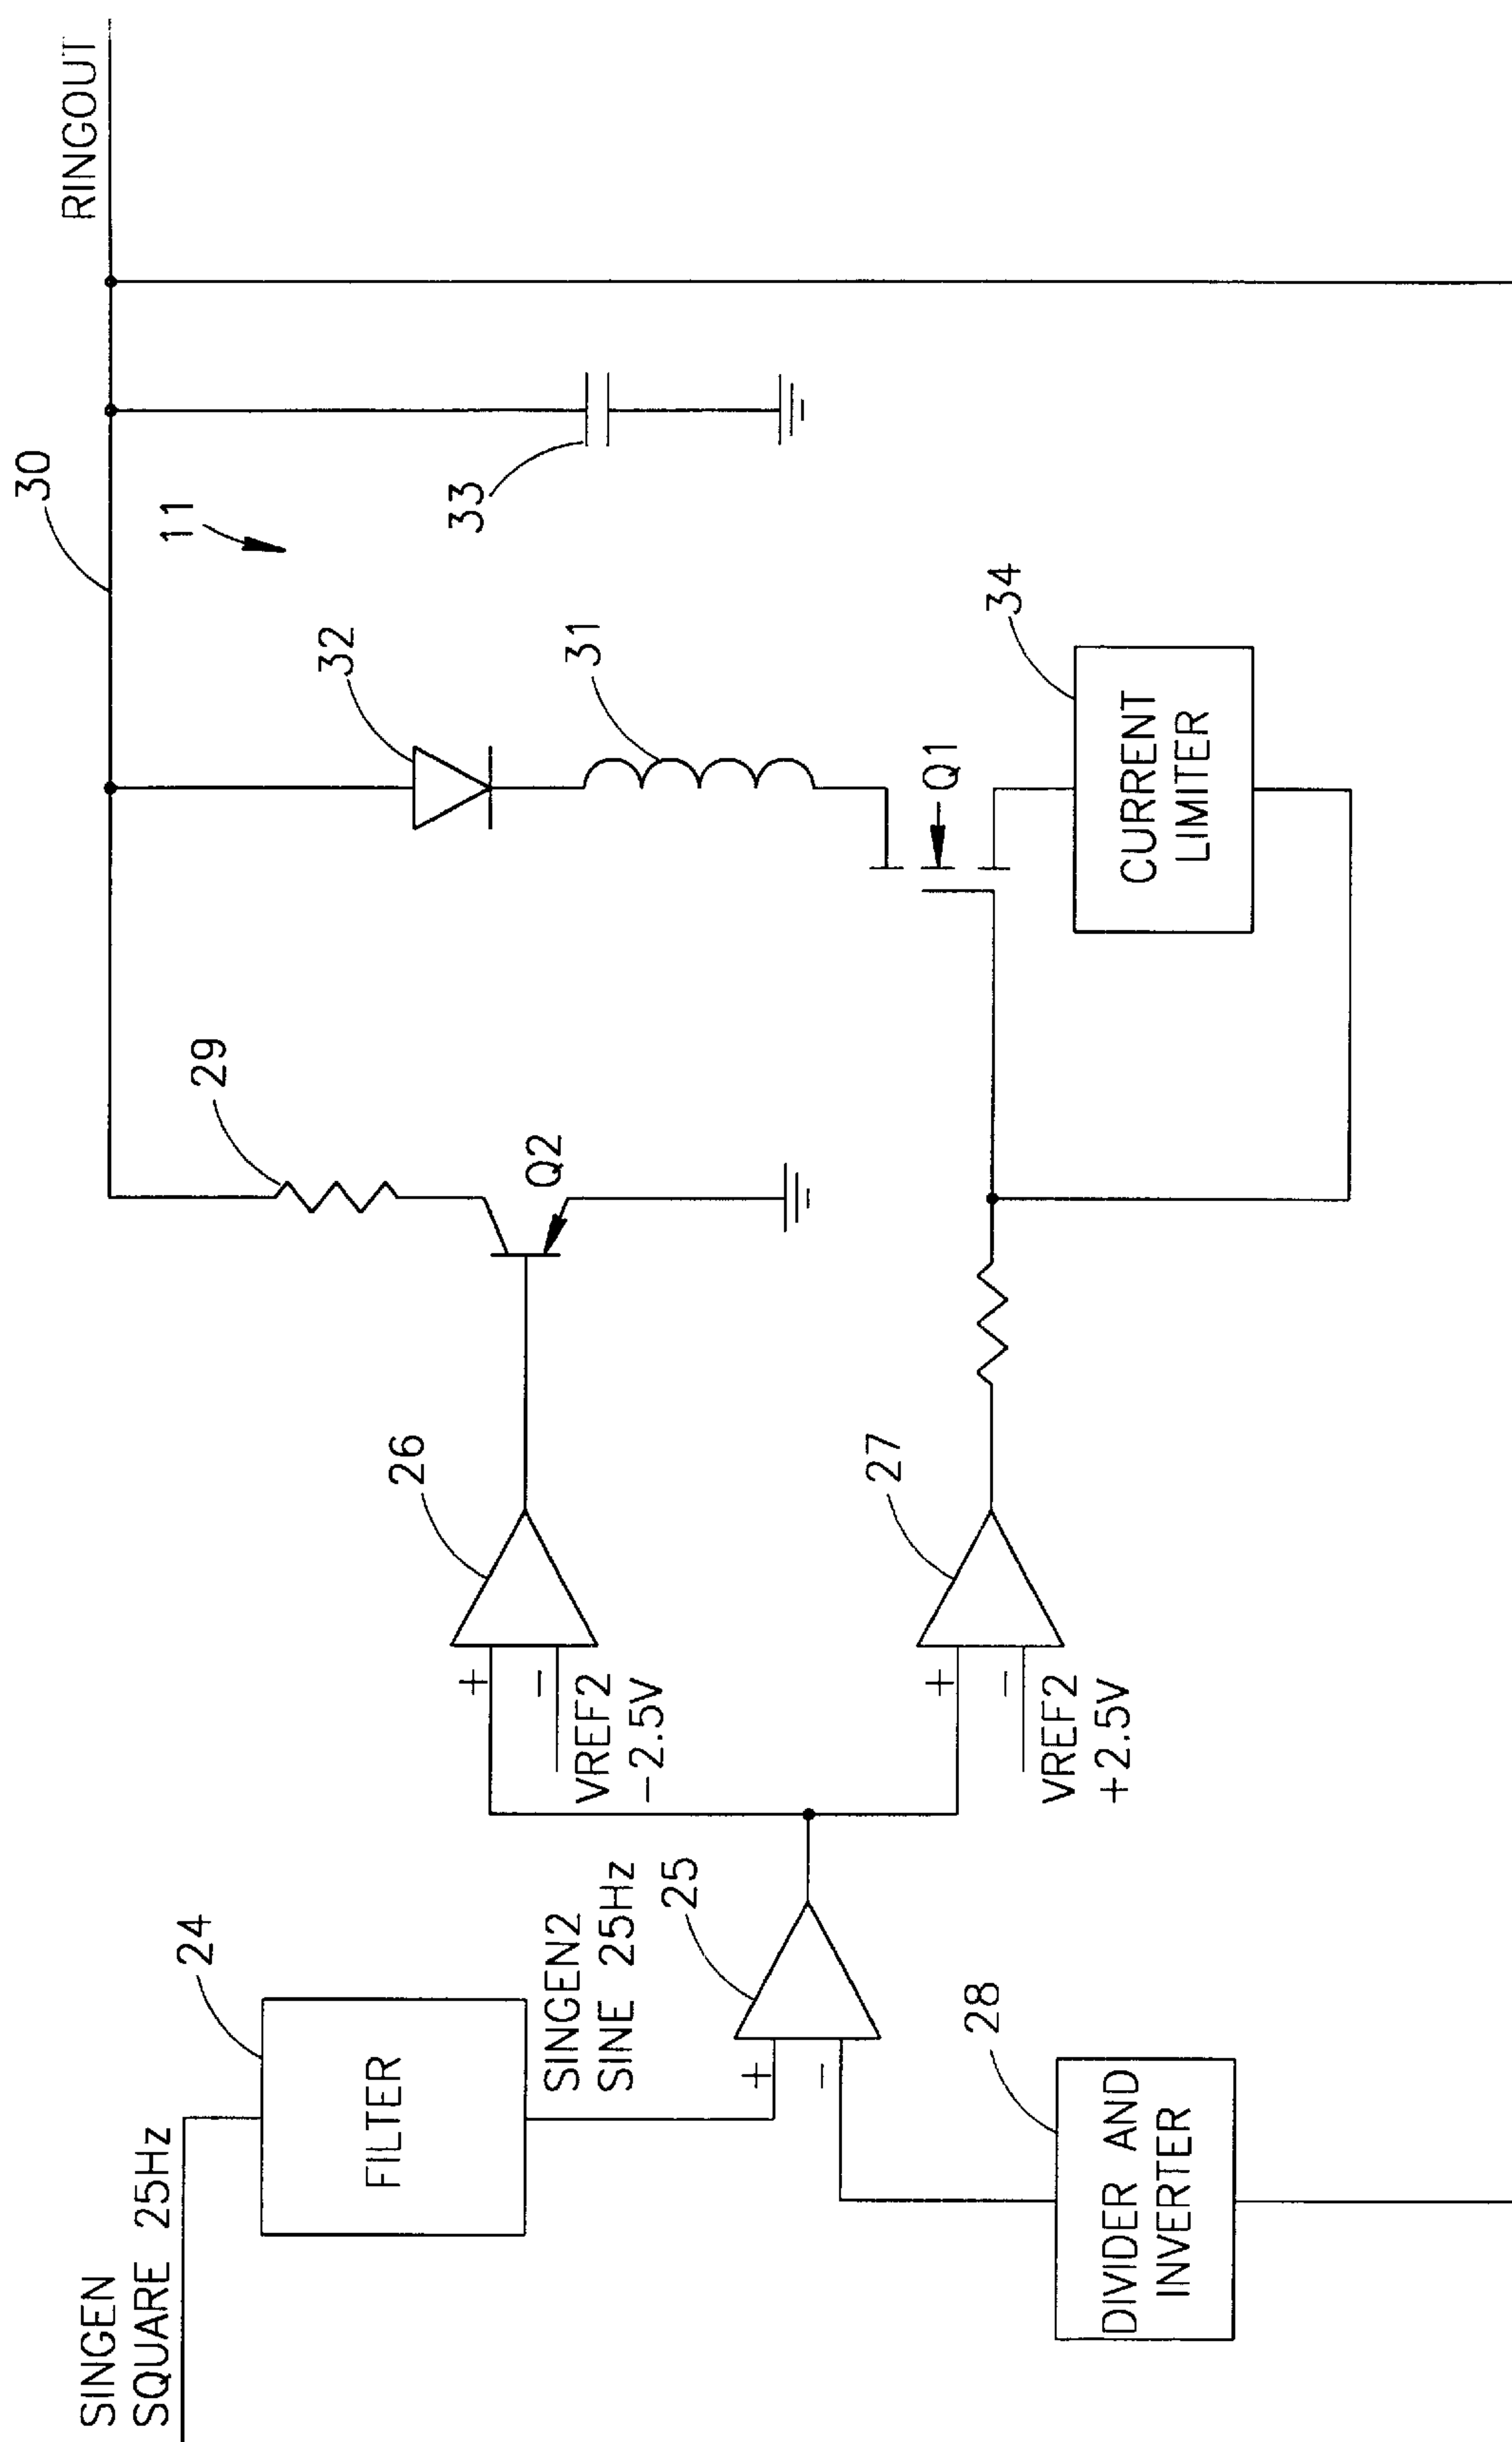 SINGEN
SQUARE 25Hz
24
FILTER
SINGEN2
SINE 25Hz
25
+
−
28
DIVIDER AND
INVERTER
26
+
−
VREF2
−2.5V
27
+
−
VREF2
+2.5V
29
Q2
30
11
32
31
Q1
33
34
CURRENT
LIMITER
RINGOUT